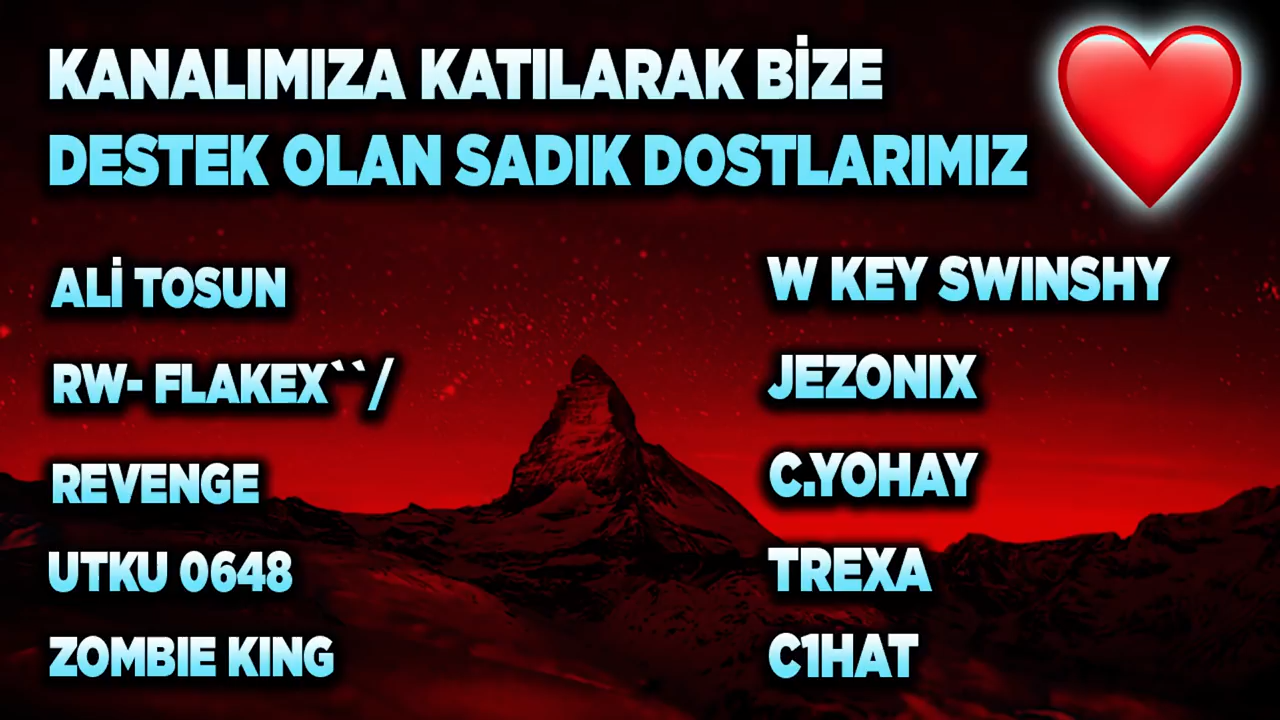 KANALIMIZA KATILARAK BİZE
DESTEK OLAN SADIK DOSTLARIMIZ
ALİ TOSUN
RW- FLAKEX``/
REVENGE
UTKU 0648
ZOMBIE KING
W KEY SWINSHY
JEZONIX
C.YOHAY
TREXA
C1HAT